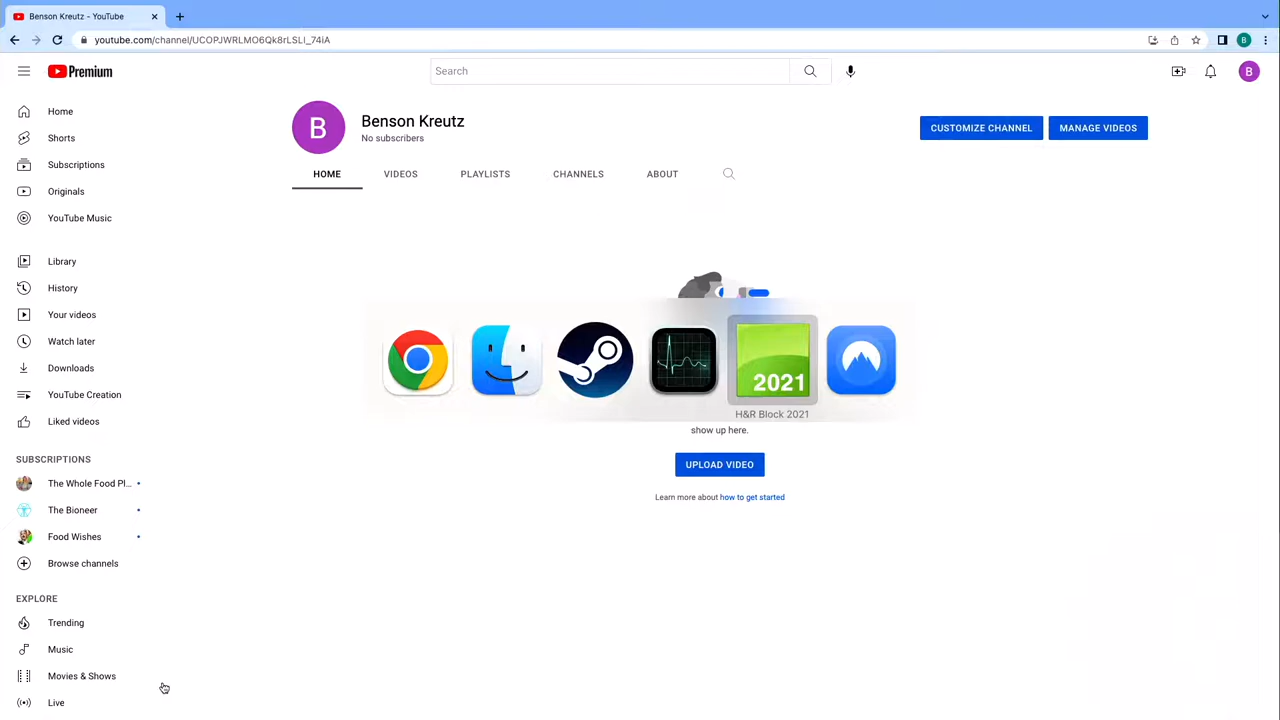 Benson Kreutz - YouTube
youtube.com/channel/UCOPJWRLMO6Qk8rLSLI_74iA
B
Premium
Search
B
Home
Shorts
Subscriptions
Originals
YouTube Music
Library
History
Your videos
Watch later
Downloads
YouTube Creation
Liked videos
SUBSCRIPTIONS
The Whole Food Pl...
The Bioneer
Food Wishes
Browse channels
EXPLORE
Trending
Music
Movies & Shows
Live
B
Benson Kreutz
No subscribers
CUSTOMIZE CHANNEL
MANAGE VIDEOS
HOME
VIDEOS
PLAYLISTS
CHANNELS
ABOUT
2021
H&R Block 2021
show up here.
UPLOAD VIDEO
Learn more about how to get started